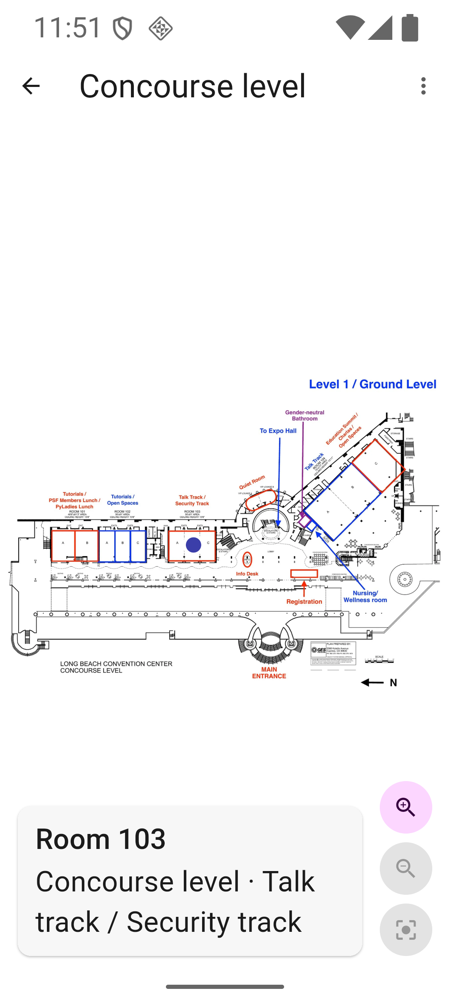 11:51
Concourse level
Level 1 / Ground Level
Gender-neutral
Bathroom
To Expo Hall
Education Summit /
Charlas /
Open Spaces
Talk Track
Quiet Room
Tutorials /
PSF Members Lunch /
PyLadies Lunch
Tutorials /
Open Spaces
Talk Track /
Security Track
Info Desk
Registration
Nursing/
Wellness room
LONG BEACH CONVENTION CENTER
CONCOURSE LEVEL
MAIN
ENTRANCE
N
Room 103
Concourse level · Talk
track / Security track